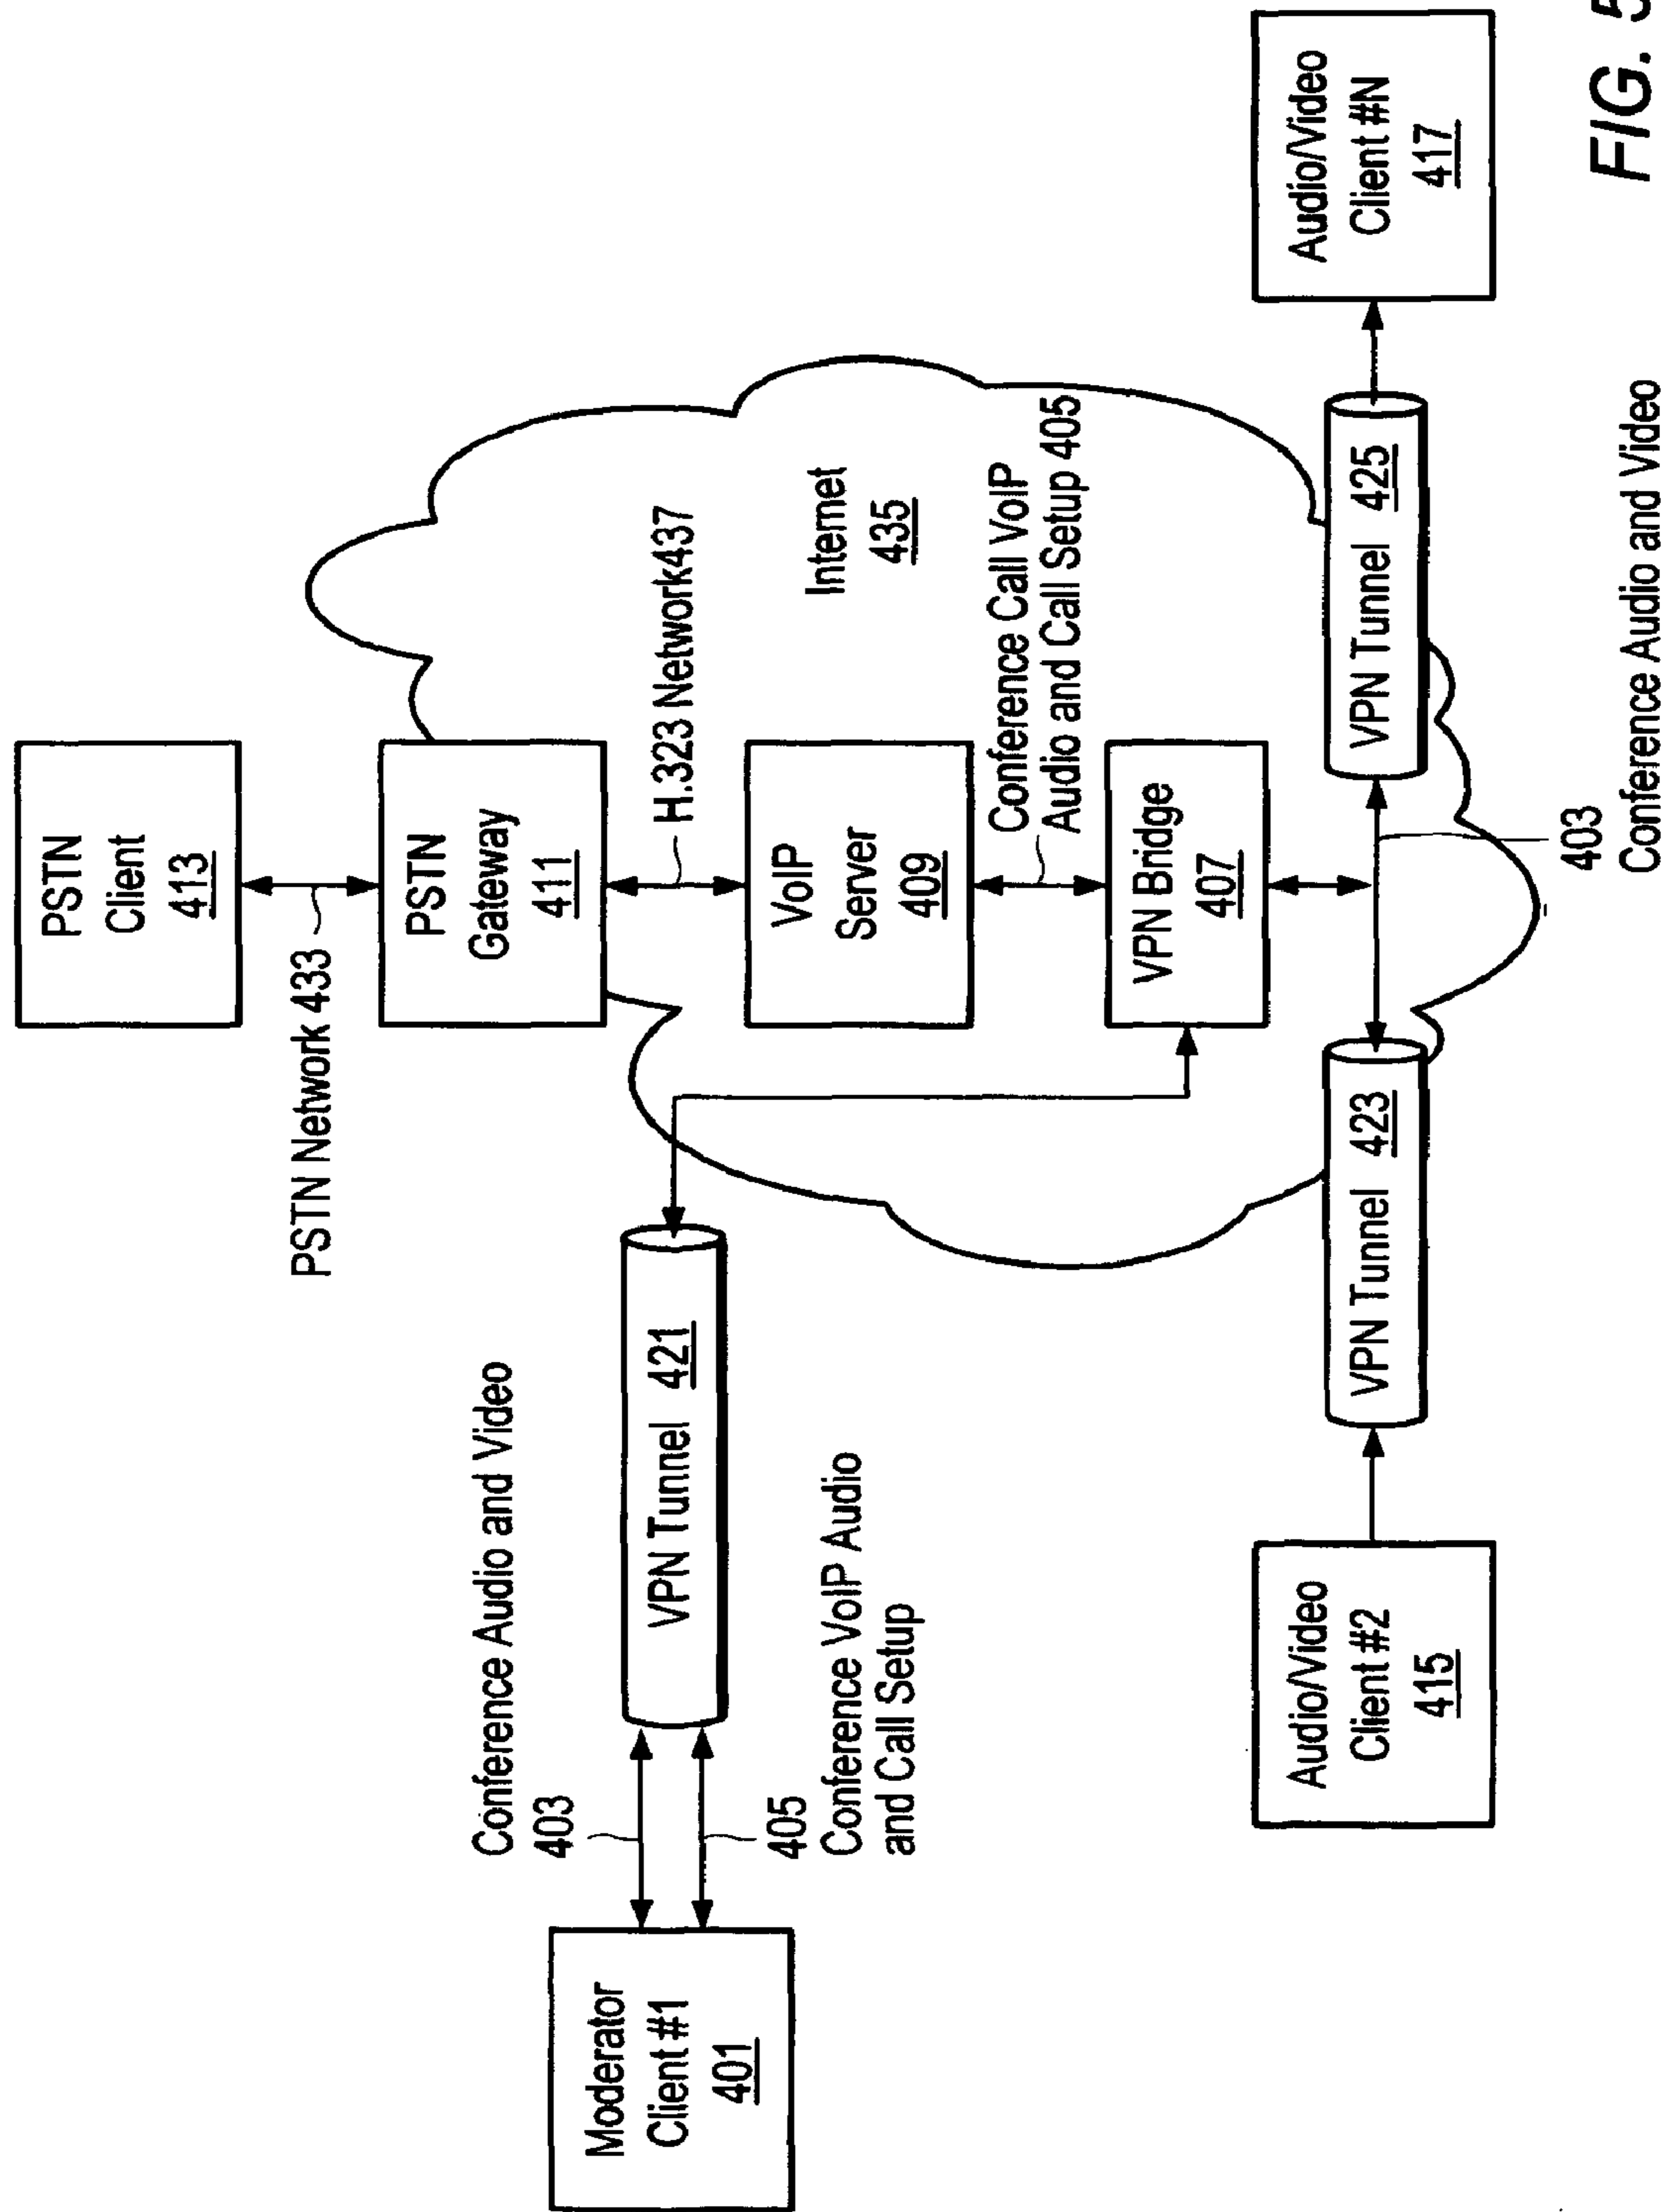 PSTN
Client
413
PSTN Network 433
PSTN
Gateway
411
H.323 Network437
VoIP
Server
409
Internet
435
Conference Call VoIP
Audio and Call Setup 405
VPN Bridge
407
Conference Audio and Video
403
VPN Tunnel 421
405
Conference VoIP Audio
and Call Setup
Moderator
Client #1
401
Audio/Video
Client #2
415
VPN Tunnel 423
VPN Tunnel 425
Audio/Video
Client #N
417
403
Conference Audio and Video
FIG. 5